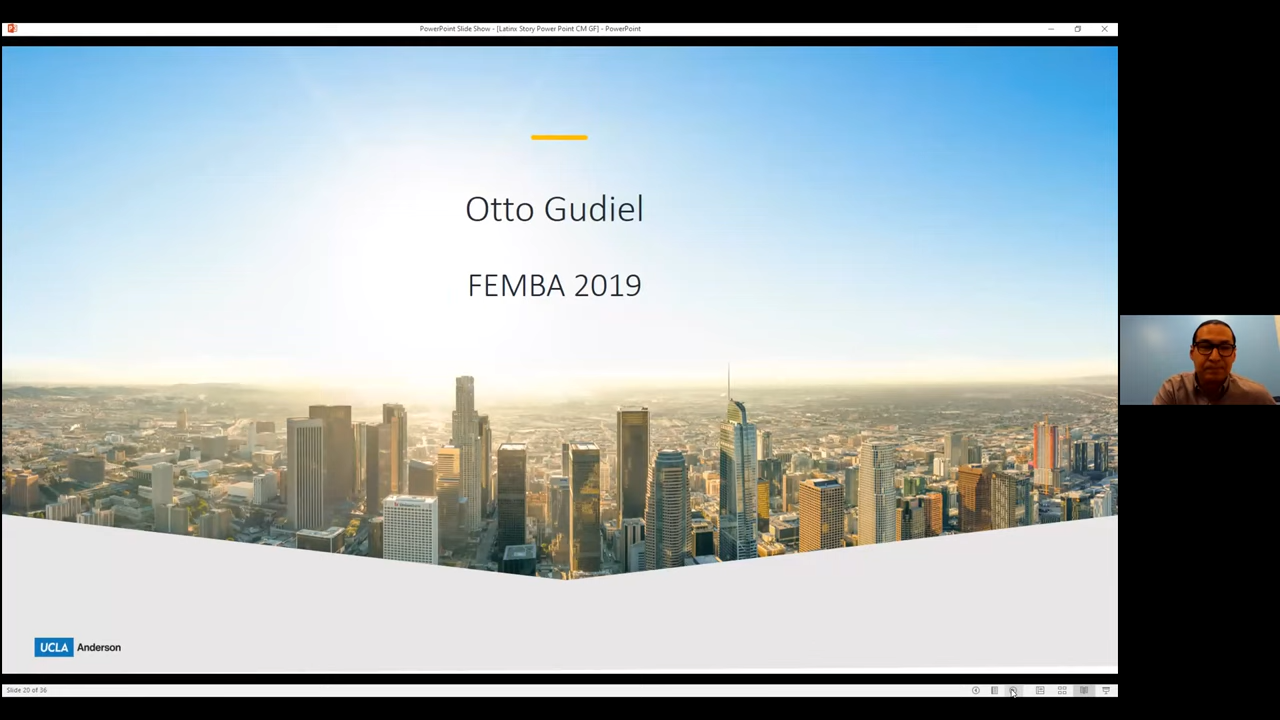 PowerPoint Slide Show - [Latinx Story Power Point CM GF] - PowerPoint
Otto Gudiel
FEMBA 2019
UCLA Anderson
Slide 20 of 36